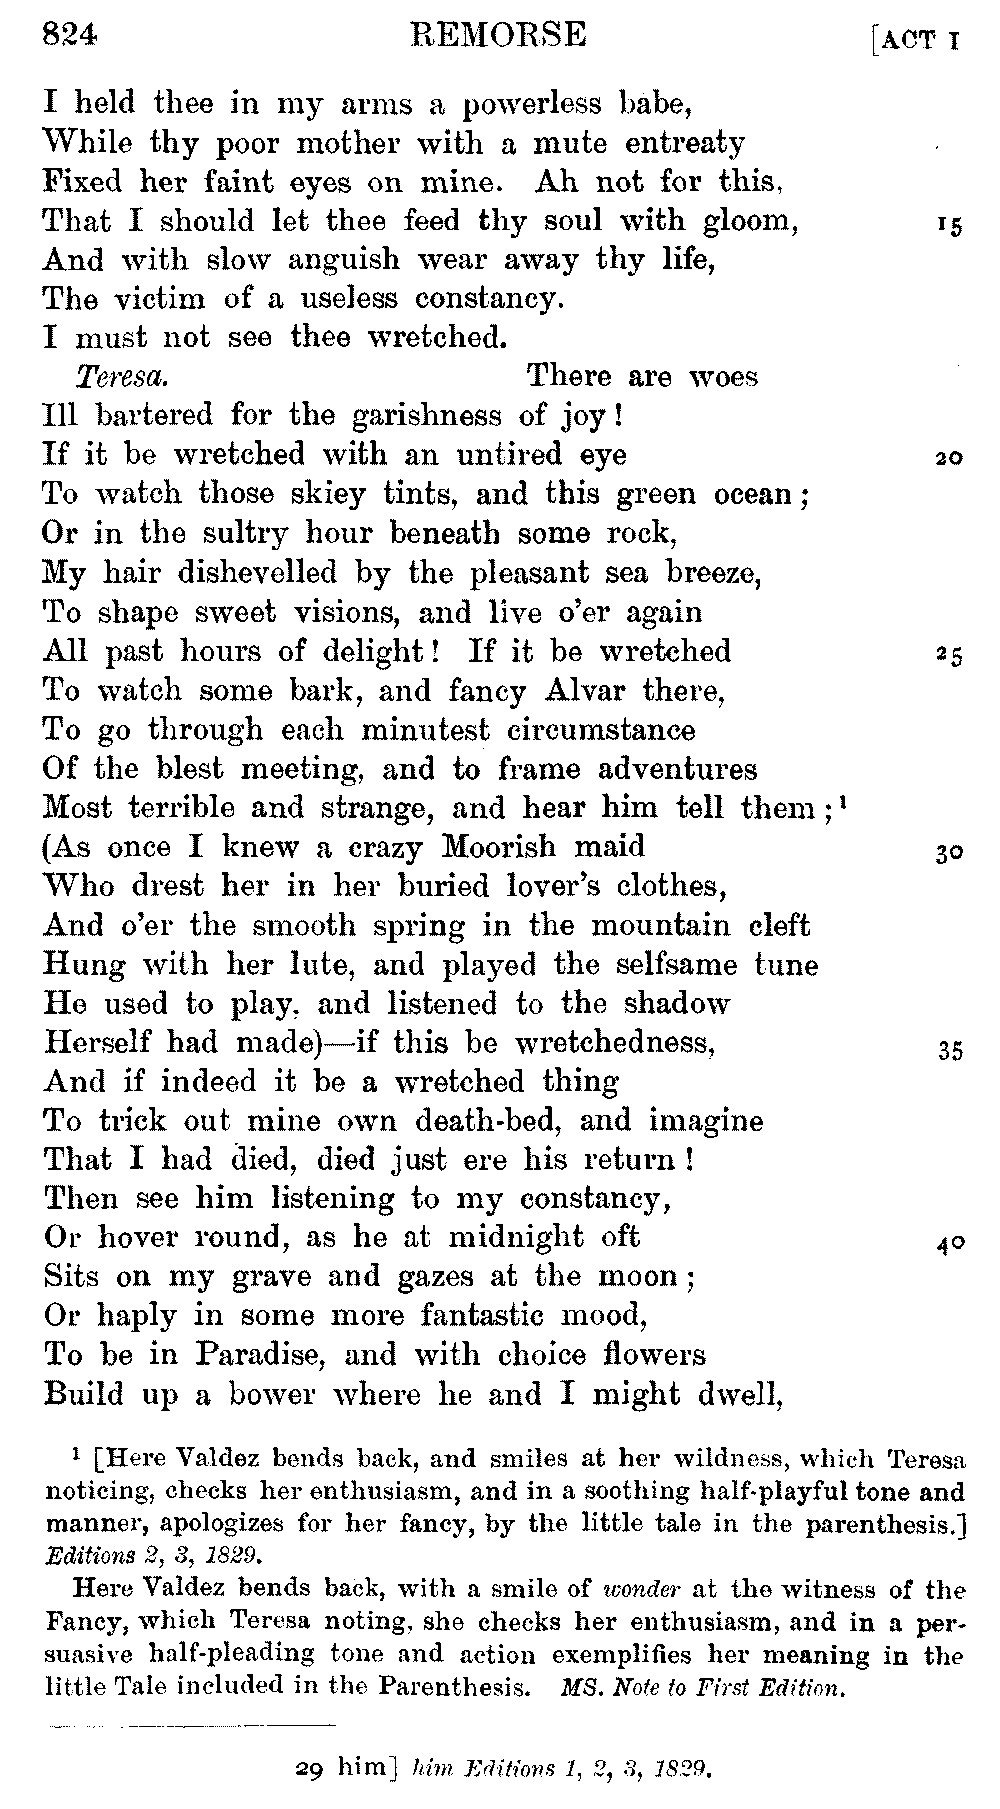 824 REMORSE [ACT I
I held thee in my arms a powerless babe,
While thy poor mother with a mute entreaty
Fixed her faint eyes on mine. Ah not for this,
That I should let thee feed thy soul with gloom, 15
And with slow anguish wear away thy life,
The victim of a useless constancy.
I must not see thee wretched.
Teresa. There are woes
Ill bartered for the garishness of joy!
If it be wretched with an untired eye 20
To watch those skiey tints, and this green ocean;
Or in the sultry hour beneath some rock,
My hair dishevelled by the pleasant sea breeze,
To shape sweet visions, and live o'er again
All past hours of delight! If it be wretched 25
To watch some bark, and fancy Alvar there,
To go through each minutest circumstance
Of the blest meeting, and to frame adventures
Most terrible and strange, and hear him tell them;¹
(As once I knew a crazy Moorish maid 30
Who drest her in her buried lover's clothes,
And o'er the smooth spring in the mountain cleft
Hung with her lute, and played the selfsame tune
He used to play, and listened to the shadow
Herself had made)—if this be wretchedness, 35
And if indeed it be a wretched thing
To trick out mine own death-bed, and imagine
That I had died, died just ere his return!
Then see him listening to my constancy,
Or hover round, as he at midnight oft 40
Sits on my grave and gazes at the moon;
Or haply in some more fantastic mood,
To be in Paradise, and with choice flowers
Build up a bower where he and I might dwell,
¹ [Here Valdez bends back, and smiles at her wildness, which Teresa
noticing, checks her enthusiasm, and in a soothing half-playful tone and
manner, apologizes for her fancy, by the little tale in the parenthesis.]
Editions 2, 3, 1829.
Here Valdez bends back, with a smile of wonder at the witness of the
Fancy, which Teresa noting, she checks her enthusiasm, and in a per-
suasive half-pleading tone and action exemplifies her meaning in the
little Tale included in the Parenthesis. MS. Note to First Edition.
29 him] him Editions 1, 2, 3, 1829.